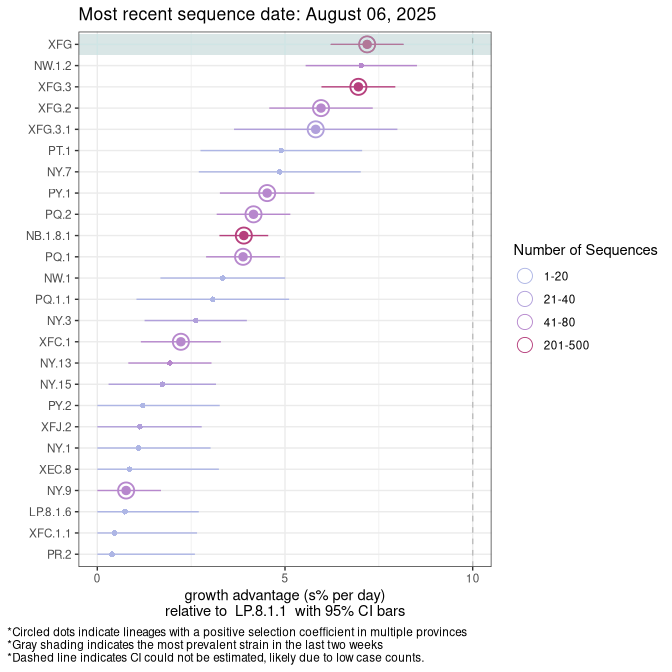 Most recent sequence date: August 06, 2025
XFG
NW.1.2
XFG.3
XFG.2
XFG.3.1
PT.1
NY.7
PY.1
PQ.2
NB.1.8.1
PQ.1
NW.1
PQ.1.1
NY.3
XFC.1
NY.13
NY.15
PY.2
XFJ.2
NY.1
XEC.8
NY.9
LP.8.1.6
XFC.1.1
PR.2
0 5 10
growth advantage (s% per day)
relative to LP.8.1.1 with 95% CI bars
Number of Sequences
1-20
21-40
41-80
201-500
*Circled dots indicate lineages with a positive selection coefficient in multiple provinces
*Gray shading indicates the most prevalent strain in the last two weeks
*Dashed line indicates CI could not be estimated, likely due to low case counts.